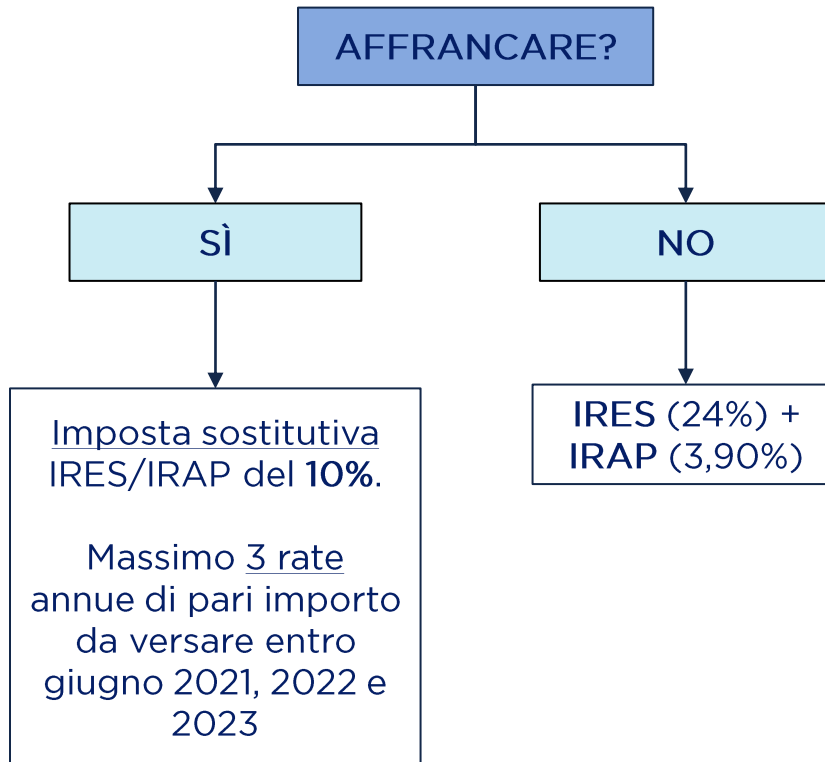 AFFRANCARE?
SÌ
NO
Imposta sostitutiva
IRES/IRAP del 10%.
Massimo 3 rate
annue di pari importo
da versare entro
giugno 2021, 2022 e
2023
IRES (24%) +
IRAP (3,90%)